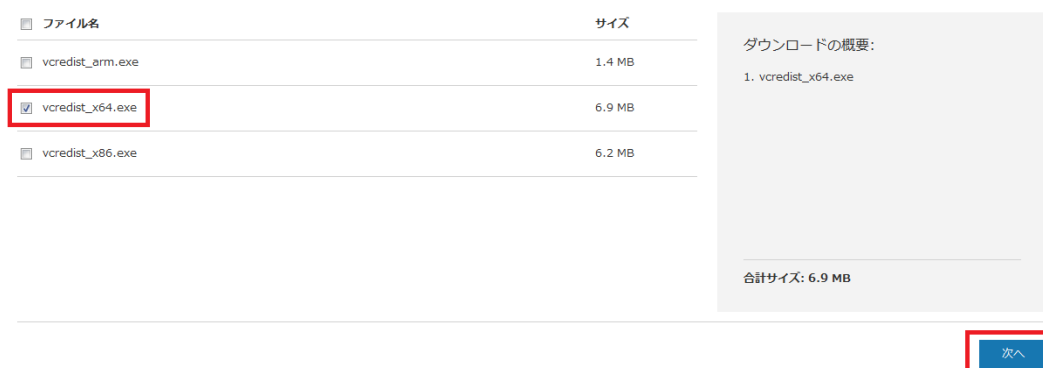 ファイル名 サイズ
vcredist_arm.exe 1.4 MB
vcredist_x64.exe 6.9 MB
vcredist_x86.exe 6.2 MB
ダウンロードの概要:
1. vcredist_x64.exe
合計サイズ: 6.9 MB
次へ